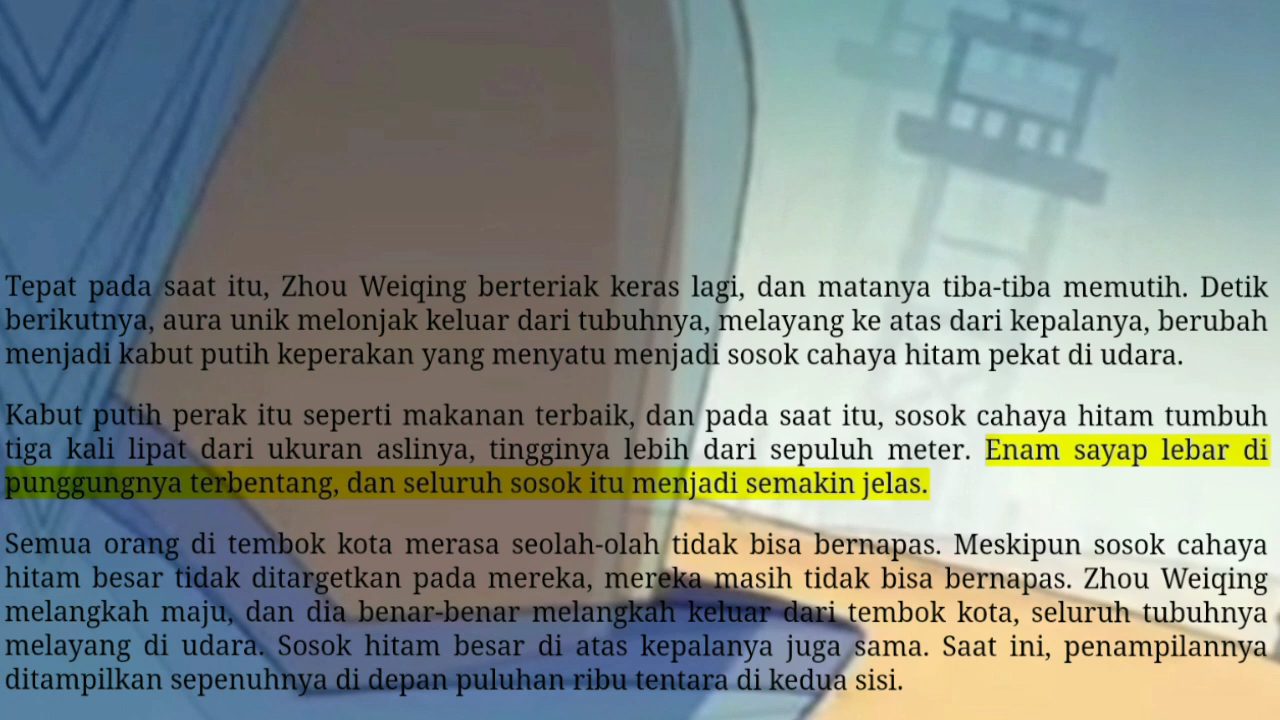 Tepat pada saat itu, Zhou Weiqing berteriak keras lagi, dan matanya tiba-tiba memutih. Detik
berikutnya, aura unik melonjak keluar dari tubuhnya, melayang ke atas dari kepalanya, berubah
menjadi kabut putih keperakan yang menyatu menjadi sosok cahaya hitam pekat di udara.
Kabut putih perak itu seperti makanan terbaik, dan pada saat itu, sosok cahaya hitam tumbuh
tiga kali lipat dari ukuran aslinya, tingginya lebih dari sepuluh meter. Enam sayap lebar di
punggungnya terbentang, dan seluruh sosok itu menjadi semakin jelas.
Semua orang di tembok kota merasa seolah-olah tidak bisa bernapas. Meskipun sosok cahaya
hitam besar tidak ditargetkan pada mereka, mereka masih tidak bisa bernapas. Zhou Weiqing
melangkah maju, dan dia benar-benar melangkah keluar dari tembok kota, seluruh tubuhnya
melayang di udara. Sosok hitam besar di atas kepalanya juga sama. Saat ini, penampilannya
ditampilkan sepenuhnya di depan puluhan ribu tentara di kedua sisi.